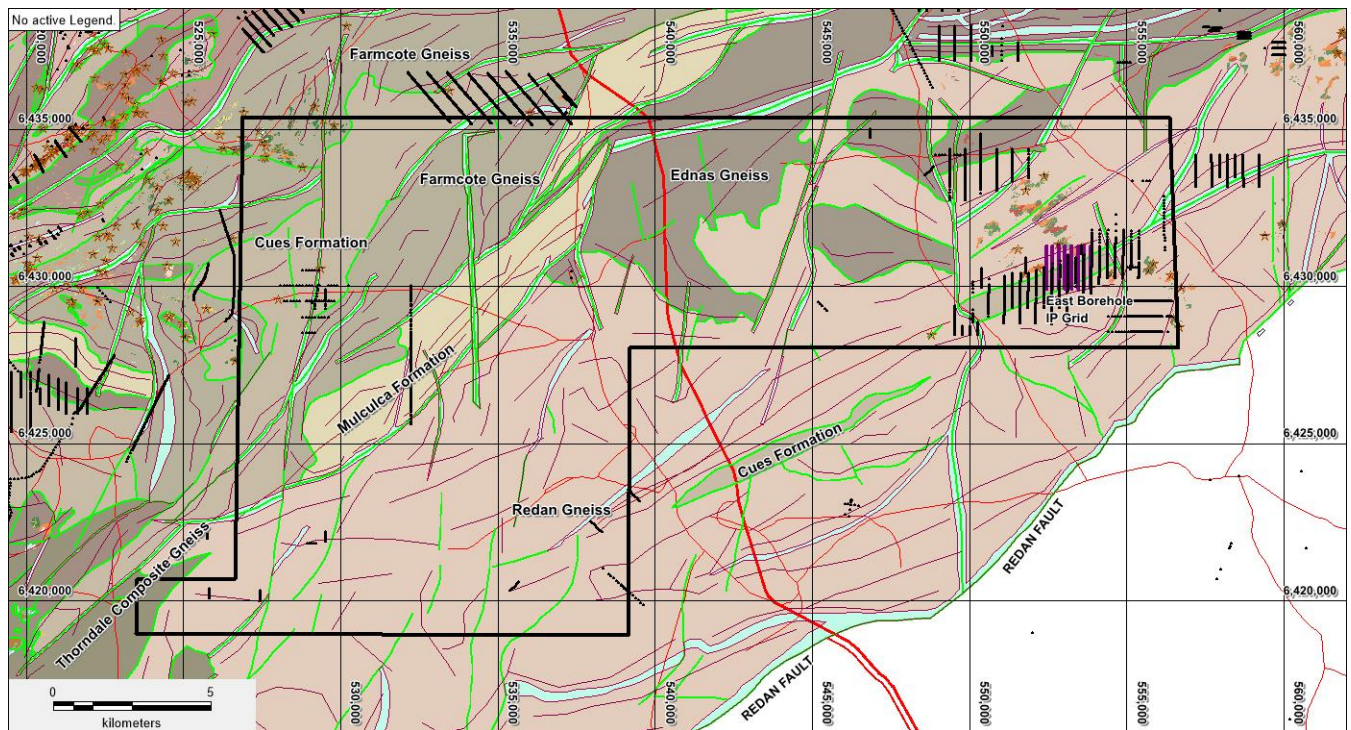 No active Legend.
525,000
535,000
540,000
545,000
550,000
555,000
560,000
Farmcote Gneiss
6,435,000
6,435,000
Farmcote Gneiss
Ednas Gneiss
Cues Formation
6,430,000
6,430,000
East Borehole
IP Grid
Mulculca Formation
6,425,000
6,425,000
Cues Formation
Redan Gneiss
REDAN FAULT
Thorndale Composite Gneiss
6,420,000
6,420,000
REDAN FAULT
0 5
kilometers
530,000
535,000
540,000
545,000
550,000
555,000
560,000